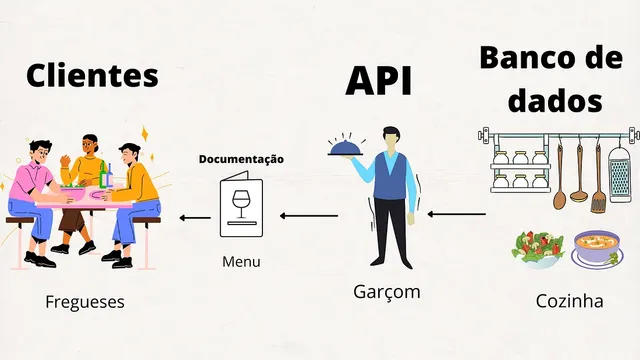 Clientes
API
Banco de
dados
Documentação
Menu
Fregueses
Garçom
Cozinha